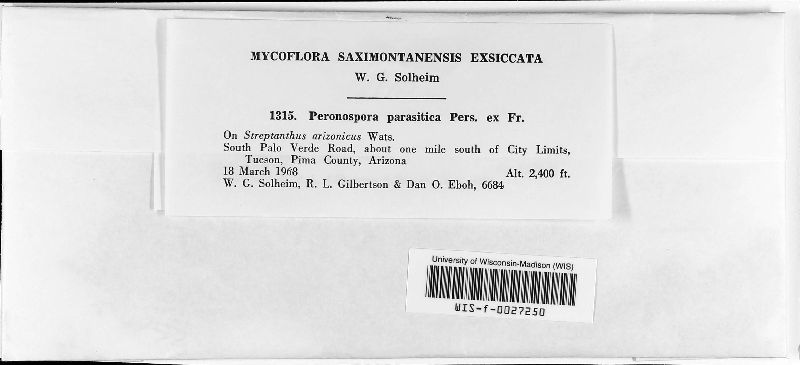 MYCOFLORA SAXIMONTANENSIS EXSICCATA
W. G. Solheim
1315. Peronospora parasitica Pers. ex Fr.
On Streptanthus arizonicus Wats.
South Palo Verde Road, about one mile south of City Limits,
Tucson, Pima County, Arizona
18 March 1968 Alt. 2,400 ft.
W. G. Solheim, R. L. Gilbertson & Dan O. Eboh, 6684
University of Wisconsin-Madison (WIS)
WIS-f-0027250